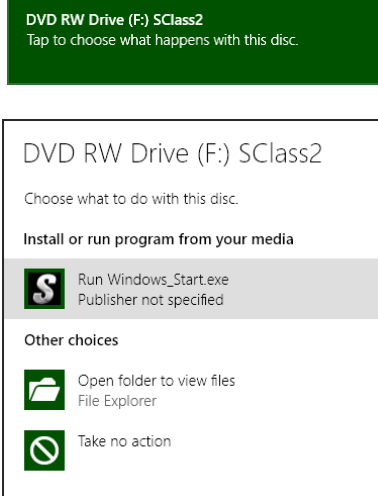 DVD RW Drive (F:) SClass2
Tap to choose what happens with this disc.
DVD RW Drive (F:) SClass2
Choose what to do with this disc.
Install or run program from your media
S
Run Windows_Start.exe
Publisher not specified
Other choices
Open folder to view files
File Explorer
Take no action